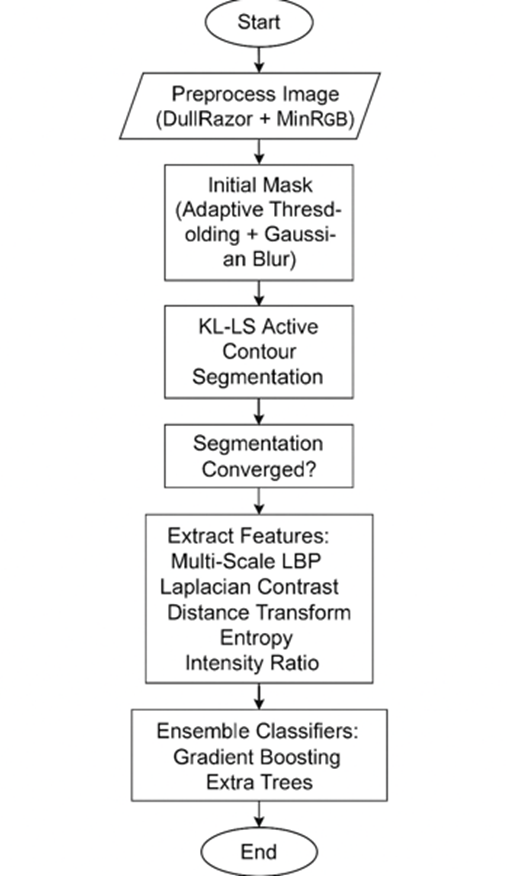 Start
Preprocess Image
(DullRazor + MinRGB)
Initial Mask
(Adaptive Thresd-
olding + Gaussi-
an Blur)
KL-LS Active
Contour
Segmentation
Segmentation
Converged?
Extract Features:
Multi-Scale LBP
Laplacian Contrast
Distance Transform
Entropy
Intensity Ratio
Ensemble Classifiers:
Gradient Boosting
Extra Trees
End